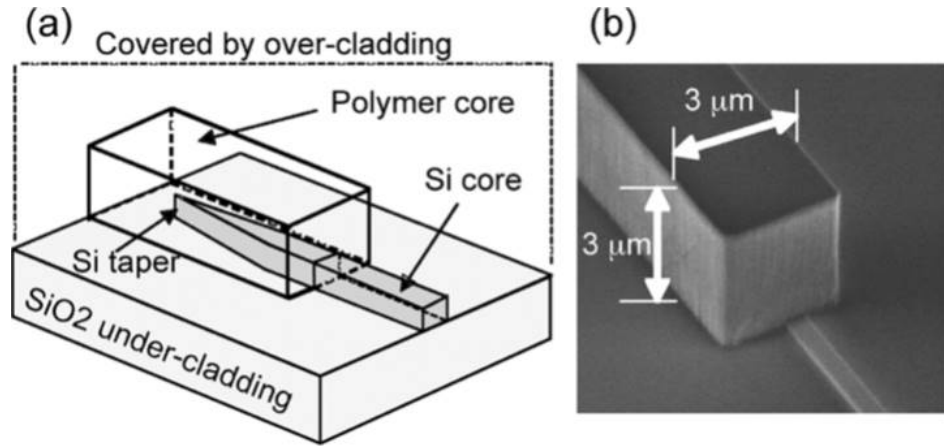 (a)
Covered by over-cladding
Polymer core
Si core
Si taper
SiO2 under-cladding
(b)
3 μm
3 μm